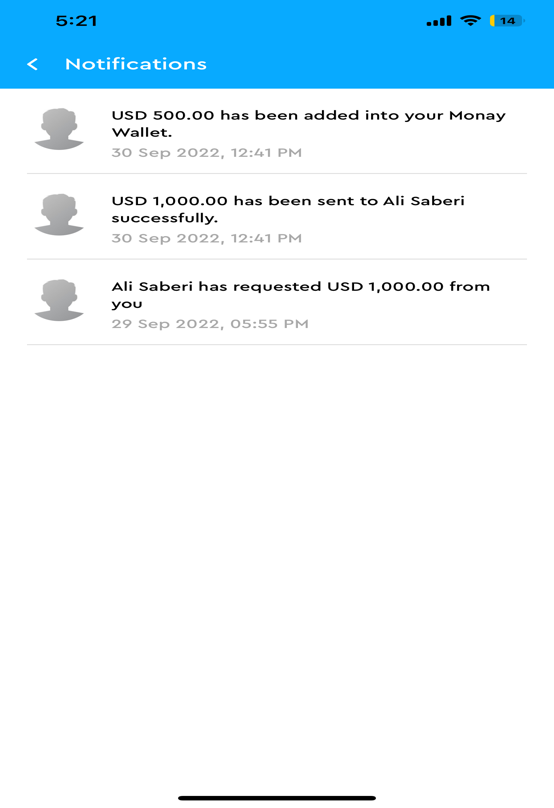 5:21
14
Notifications
USD 500.00 has been added into your Monay
Wallet.
30 Sep 2022, 12:41 PM
USD 1,000.00 has been sent to Ali Saberi
successfully.
30 Sep 2022, 12:41 PM
Ali Saberi has requested USD 1,000.00 from
you
29 Sep 2022, 05:55 PM